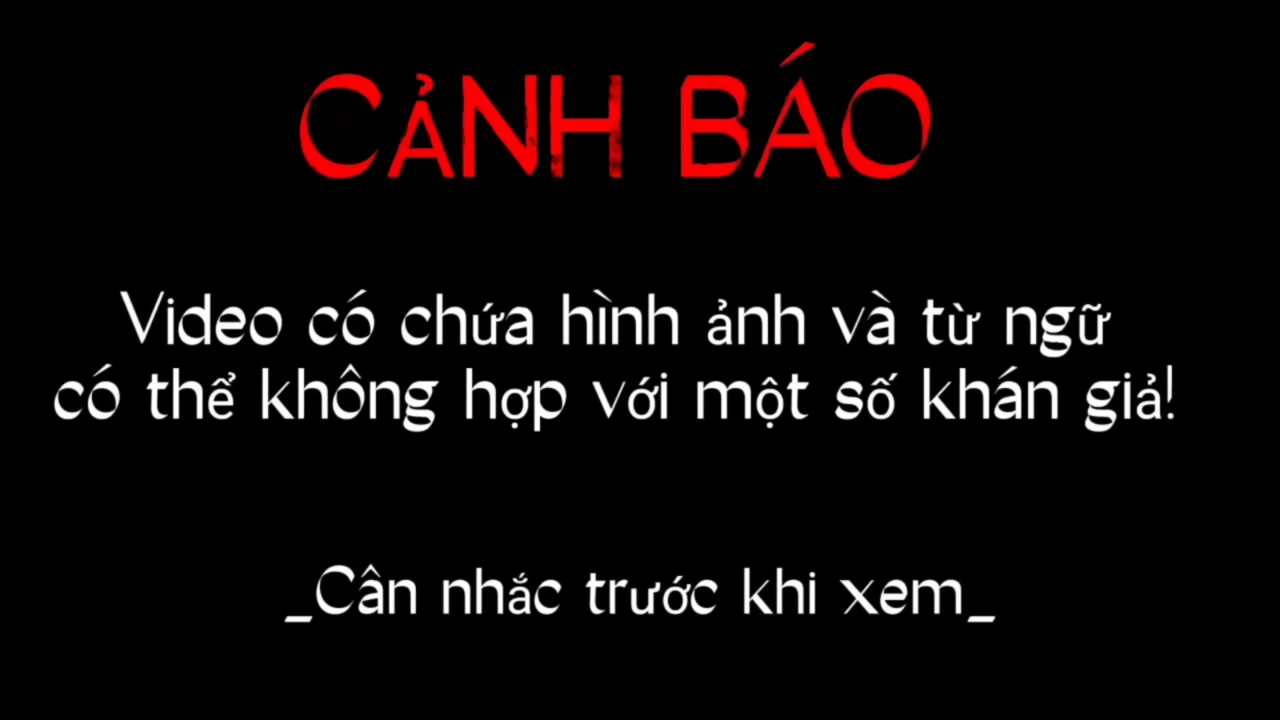 CẢNH BÁO
Video có chứa hình ảnh và từ ngữ
có thể không hợp với một số khán giả!
_Cân nhắc trước khi xem_